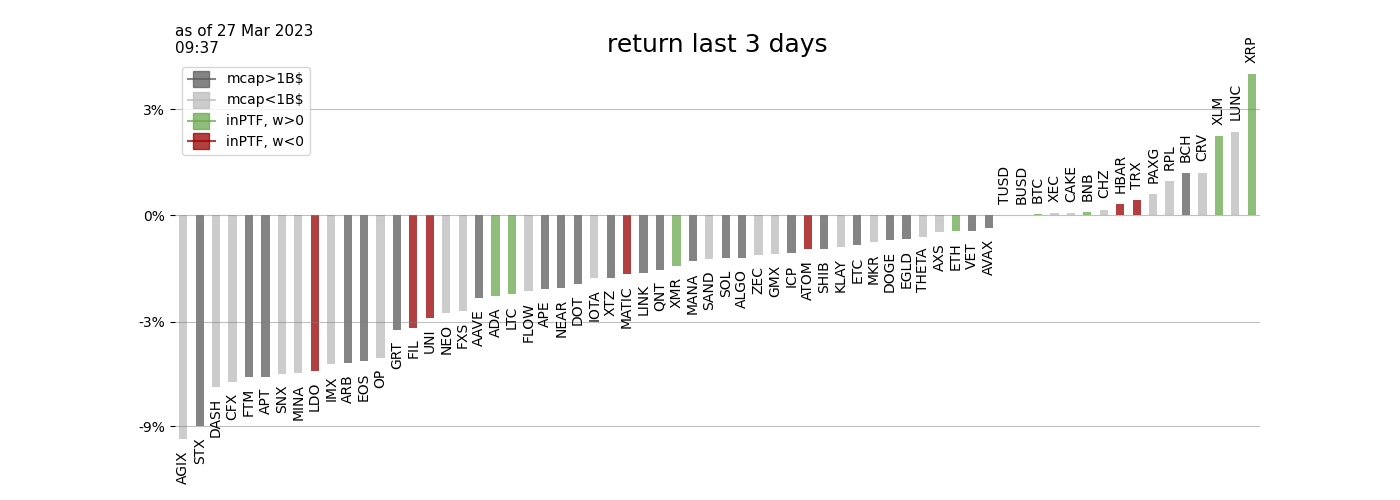 as of 27 Mar 2023
09:37
return last 3 days
mcap>1B$
mcap<1B$
inPTF, w>0
inPTF, w<0
3%
0%
-3%
-9%
AGIX
STX
DASH
CFX
FTM
APT
SNX
MINA
LDO
IMX
ARB
EOS
OP
GRT
FIL
UNI
NEO
FXS
AAVE
ADA
LTC
FLOW
APE
NEAR
DOT
IOTA
XTZ
MATIC
LINK
QNT
XMR
MANA
SAND
SOL
ALGO
ZEC
GMX
ICP
ATOM
SHIB
KLAY
ETC
MKR
DOGE
EGLD
THETA
AXS
ETH
VET
AVAX
TUSD
BUSD
BTC
XEC
CAKE
BNB
CHZ
HBAR
TRX
PAXG
RPL
BCH
CRV
XLM
LUNC
XRP